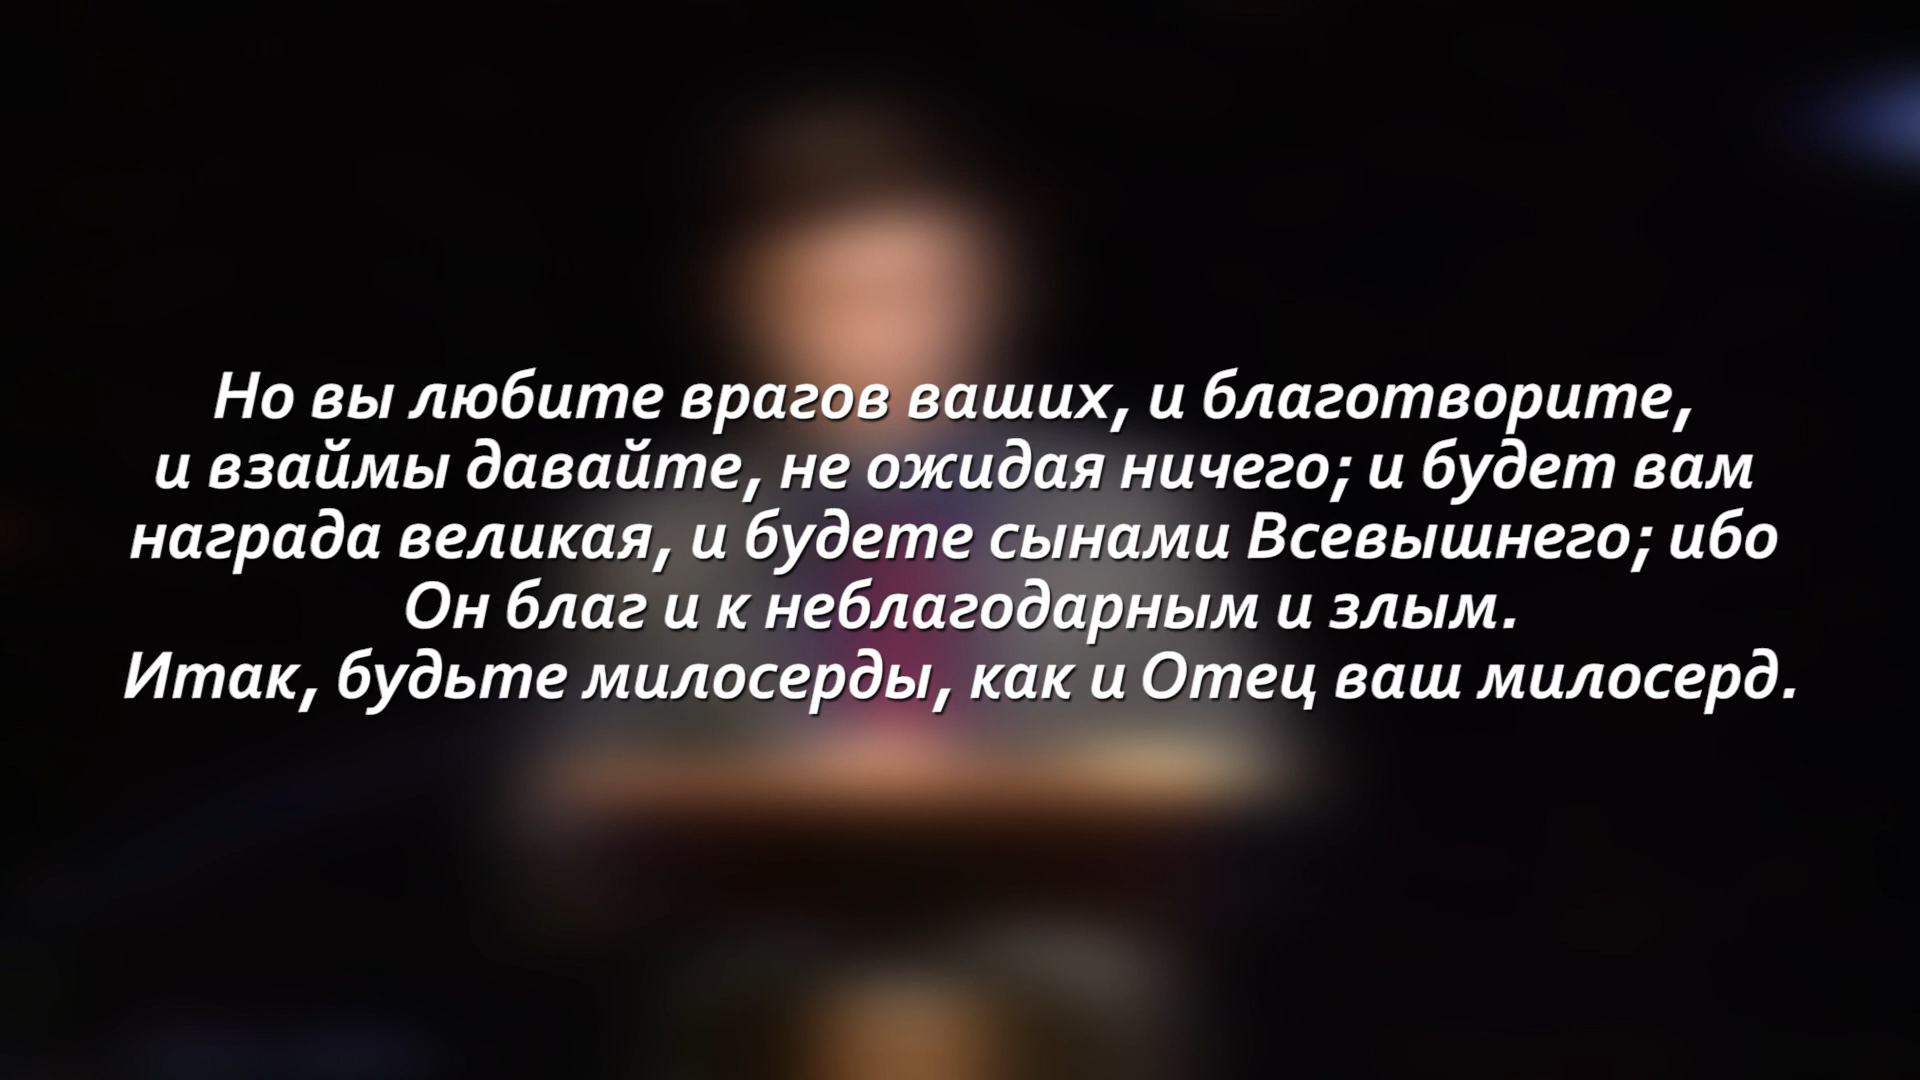 Но вы любите врагов ваших, и благотворите,
и взаймы давайте, не ожидая ничего; и будет вам
награда великая, и будете сынами Всевышнего; ибо
Он благ и к неблагодарным и злым.
Итак, будьте милосерды, как и Отец ваш милосерд.